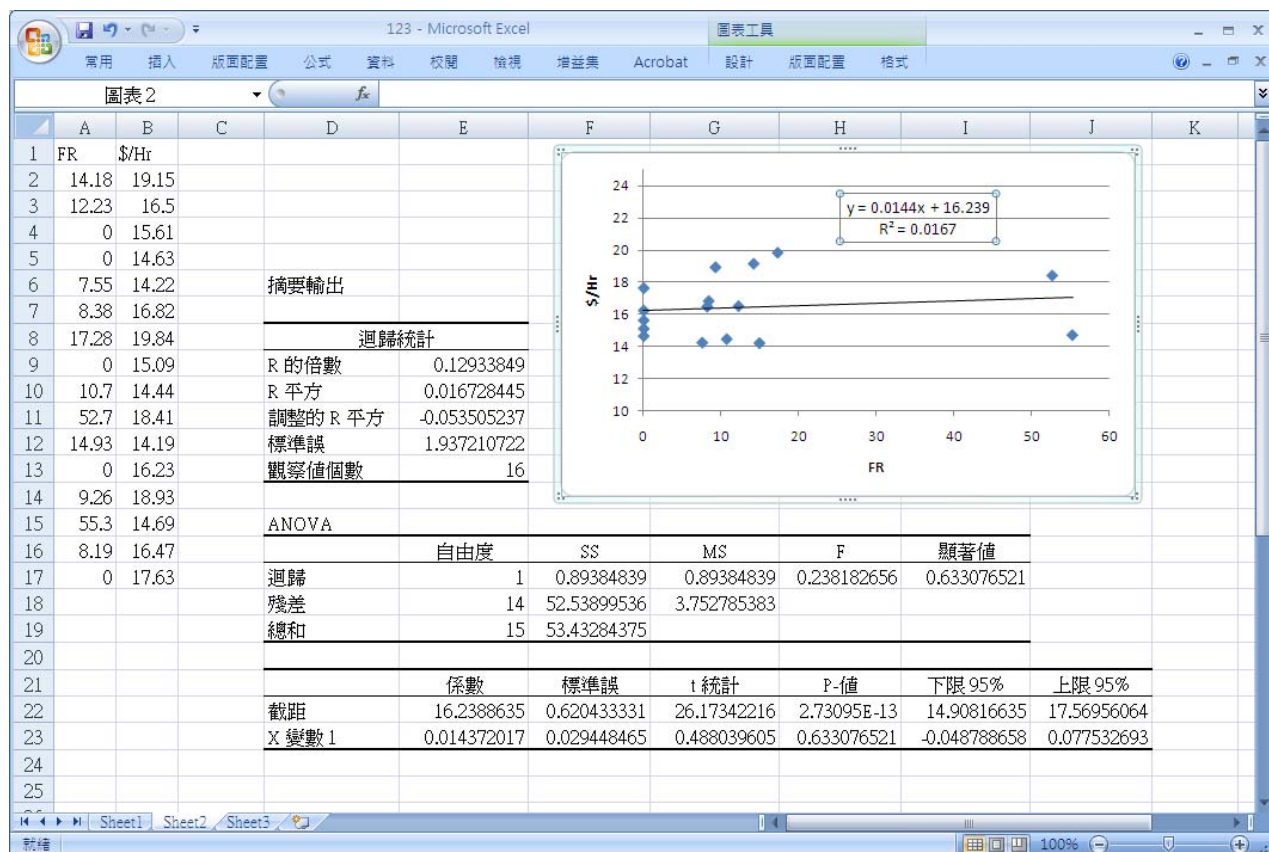 123 - Microsoft Excel 圖表工具
常用 插入 版面配置 公式 資料 校閱 檢視 增益集 Acrobat 設計 版面配置 格式
圖表 2 fx
A B C D E F G H I J K
1 FR $/Hr
2 14.18 19.15
3 12.23 16.5
4 0 15.61
5 0 14.63
6 7.55 14.22 摘要輸出
7 8.38 16.82
8 17.28 19.84 迴歸統計
9 0 15.09 R 的倍數 0.12933849
10 10.7 14.44 R 平方 0.016728445
11 52.7 18.41 調整的 R 平方 -0.053505237
12 14.93 14.19 標準誤 1.937210722
13 0 16.23 觀察值個數 16
14 9.26 18.93
15 55.3 14.69 ANOVA
16 8.19 16.47 自由度 SS MS F 顯著值
17 0 17.63 迴歸 1 0.89384839 0.89384839 0.238182656 0.633076521
18 殘差 14 52.53899536 3.752785383
19 總和 15 53.43284375
20
21 係數 標準誤 t 統計 P-值 下限 95% 上限 95%
22 截距 16.2388635 0.620433331 26.17342216 2.73095E-13 14.90816635 17.56956064
23 X 變數 1 0.014372017 0.029448465 0.488039605 0.633076521 -0.048788658 0.077532693
24
25
24
22
20
18
16
14
12
10
$/Hr
y = 0.0144x + 16.239
R² = 0.0167
0 10 20 30 40 50 60
FR
Sheet1 Sheet2 Sheet3
就緒 100%